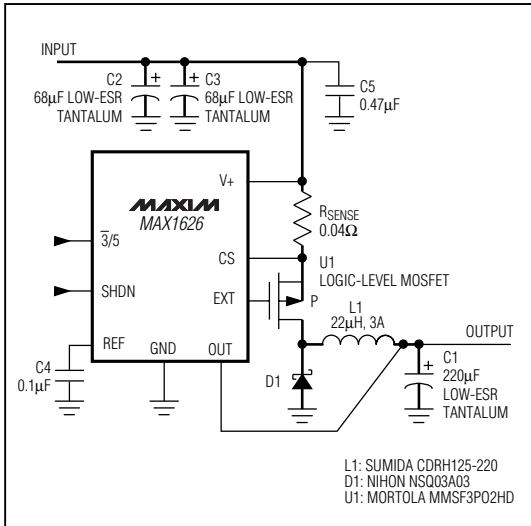 INPUT
C2
68µF LOW-ESR
TANTALUM
+
C3
68µF LOW-ESR
TANTALUM
+
C5
0.47µF
MAXIM
MAX1626
V+
CS
EXT
3/5
SHDN
REF
GND
OUT
RSENSE
0.04Ω
U1
LOGIC-LEVEL MOSFET
P
L1
22µH, 3A
OUTPUT
C4
0.1µF
D1
+
C1
220µF
LOW-ESR
TANTALUM
L1: SUMIDA CDRH125-220
D1: NIHON NSQ03A03
U1: MORTOLA MMSF3PO2HD